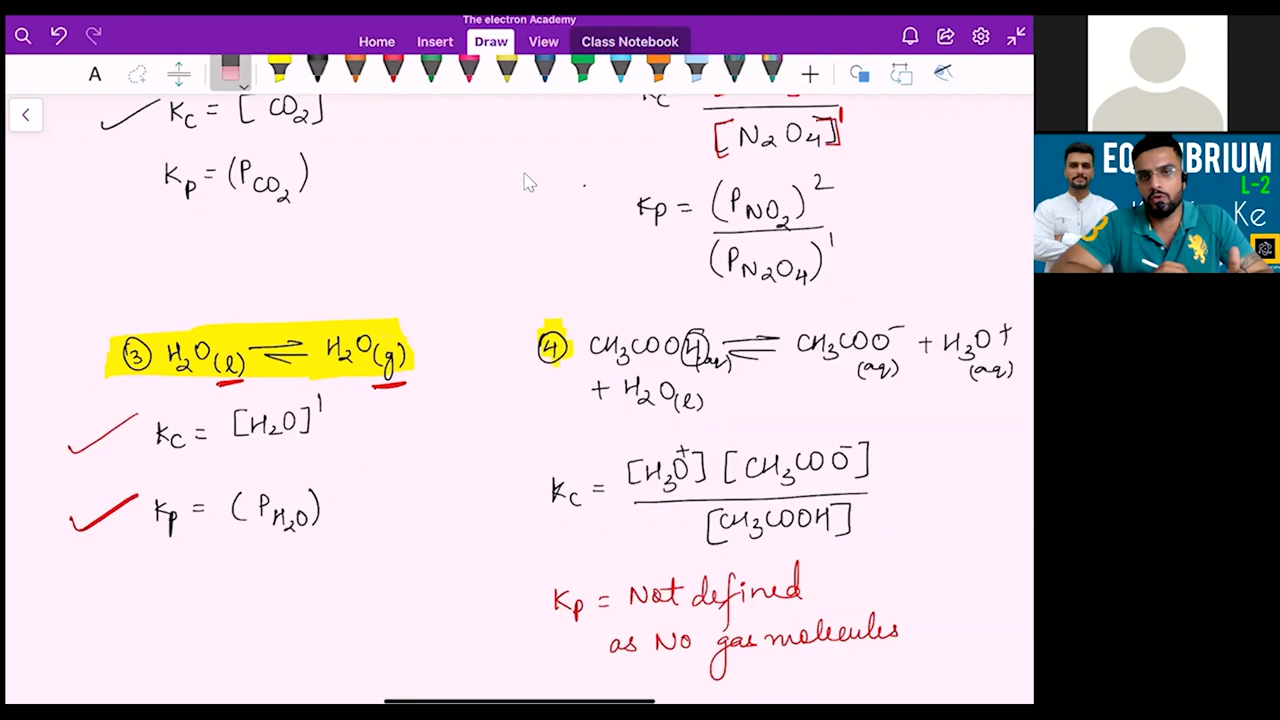 The electron Academy
Home Insert Draw View Class Notebook
A
Kc = [CO2]
Kp = (PCO2)
Kc
[N2O4]1
Kp = (PNO2)2
(PN2O4)1
③ H2O(l) ⇌ H2O(g)
Kc = [H2O]1
Kp = (PH2O)
④ CH3COOH(aq) ⇌ CH3COO− + H3O+
(aq) (aq)
+ H2O(l)
Kc = [H3O+] [CH3COO−]
[CH3COOH]
Kp = Not defined
as No gas molecules
EQUILIBRIUM
L-2
K
Ke